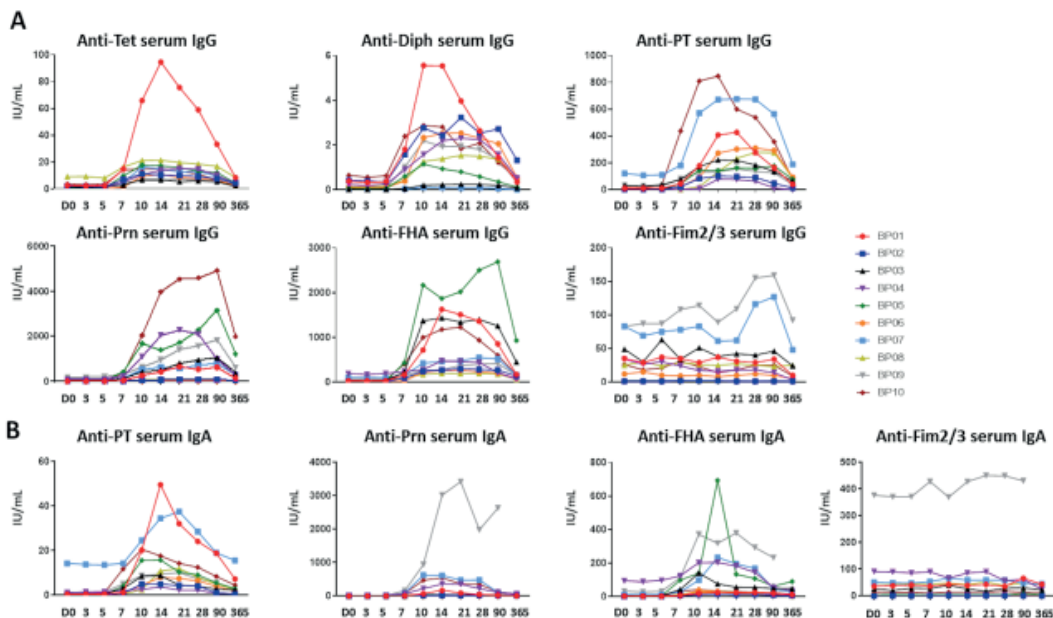 A
Anti-Tet serum IgG
100
80
60
40
20
0
IU/mL
D0 3 5 7 10 14 21 28 90 365
Anti-Diph serum IgG
6
4
2
0
IU/mL
D0 3 5 7 10 14 21 28 90 365
Anti-PT serum IgG
1000
800
600
400
200
0
IU/mL
D0 3 5 7 10 14 21 28 90 365
Anti-Prn serum IgG
6000
4000
2000
0
IU/mL
D0 3 5 7 10 14 21 28 90 365
Anti-FHA serum IgG
3000
2000
1000
0
IU/mL
D0 3 5 7 10 14 21 28 90 365
Anti-Fim2/3 serum IgG
200
150
100
50
0
IU/mL
D0 3 5 7 10 14 21 28 90 365
BP01
BP02
BP03
BP04
BP05
BP06
BP07
BP08
BP09
BP10
B
Anti-PT serum IgA
60
40
20
0
IU/mL
D0 3 5 7 10 14 21 28 90 365
Anti-Prn serum IgA
4000
3000
2000
1000
0
IU/mL
D0 3 5 7 10 14 21 28 90 365
Anti-FHA serum IgA
800
600
400
200
0
IU/mL
D0 3 5 7 10 14 21 28 90 365
Anti-Fim2/3 serum IgA
500
400
300
200
100
0
IU/mL
D0 3 5 7 10 14 21 28 90 365